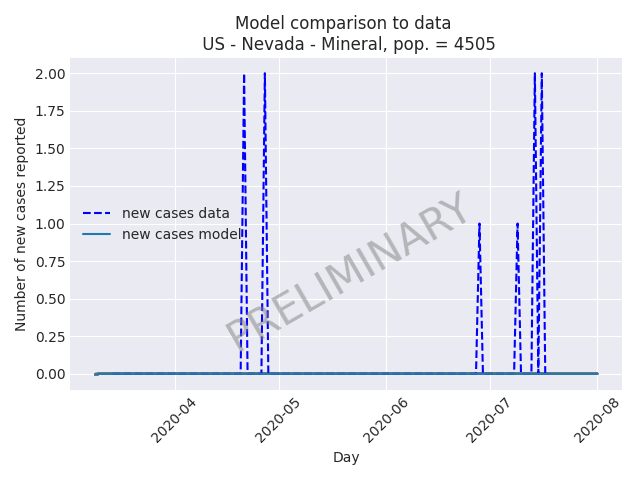 Model comparison to data
US - Nevada - Mineral, pop. = 4505
2.00
1.75
1.50
1.25
1.00
0.75
0.50
0.25
0.00
Number of new cases reported
new cases data
new cases model
PRELIMINARY
2020-04
2020-05
2020-06
2020-07
2020-08
Day